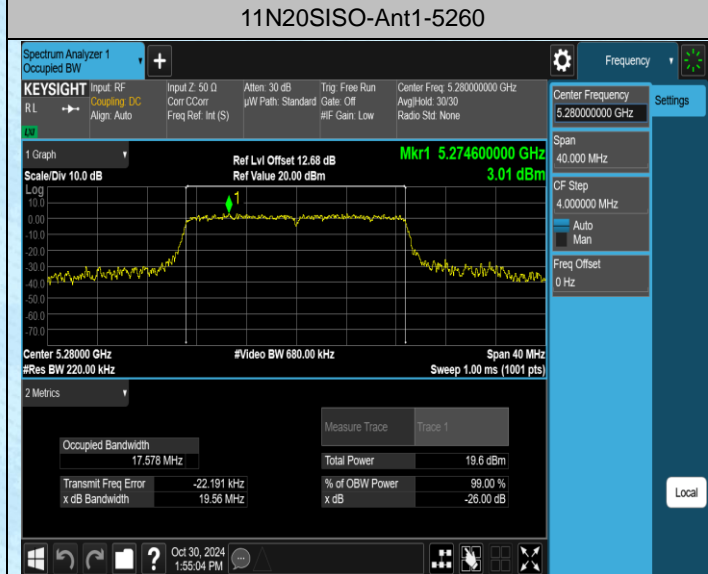 11N20SISO-Ant1-5260
Spectrum Analyzer 1
Occupied BW
+
Frequency
KEYSIGHT
R L
LXI
Input: RF
Coupling: DC
Align: Auto
Input Z: 50 Ω
Corr CCorr
Freq Ref: Int (S)
Atten: 30 dB
µW Path: Standard
Trig: Free Run
Gate: Off
#IF Gain: Low
Center Freq: 5.280000000 GHz
Avg|Hold: 30/30
Radio Std: None
Center Frequency
5.280000000 GHz
Settings
Span
40.000 MHz
CF Step
4.000000 MHz
Auto
Man
Freq Offset
0 Hz
1 Graph
Scale/Div 10.0 dB
Ref Lvl Offset 12.68 dB
Ref Value 20.00 dBm
Mkr1 5.274600000 GHz
3.01 dBm
Log
10.0
0.00
-10.0
-20.0
-30.0
-40.0
-50.0
-60.0
-70.0
1
Center 5.28000 GHz
#Video BW 680.00 kHz
Span 40 MHz
#Res BW 220.00 kHz
Sweep 1.00 ms (1001 pts)
2 Metrics
Measure Trace
Trace 1
Occupied Bandwidth
17.578 MHz
Total Power
19.6 dBm
Transmit Freq Error
-22.191 kHz
% of OBW Power
99.00 %
x dB Bandwidth
19.56 MHz
x dB
-26.00 dB
Local
?
Oct 30, 2024
1:55:04 PM